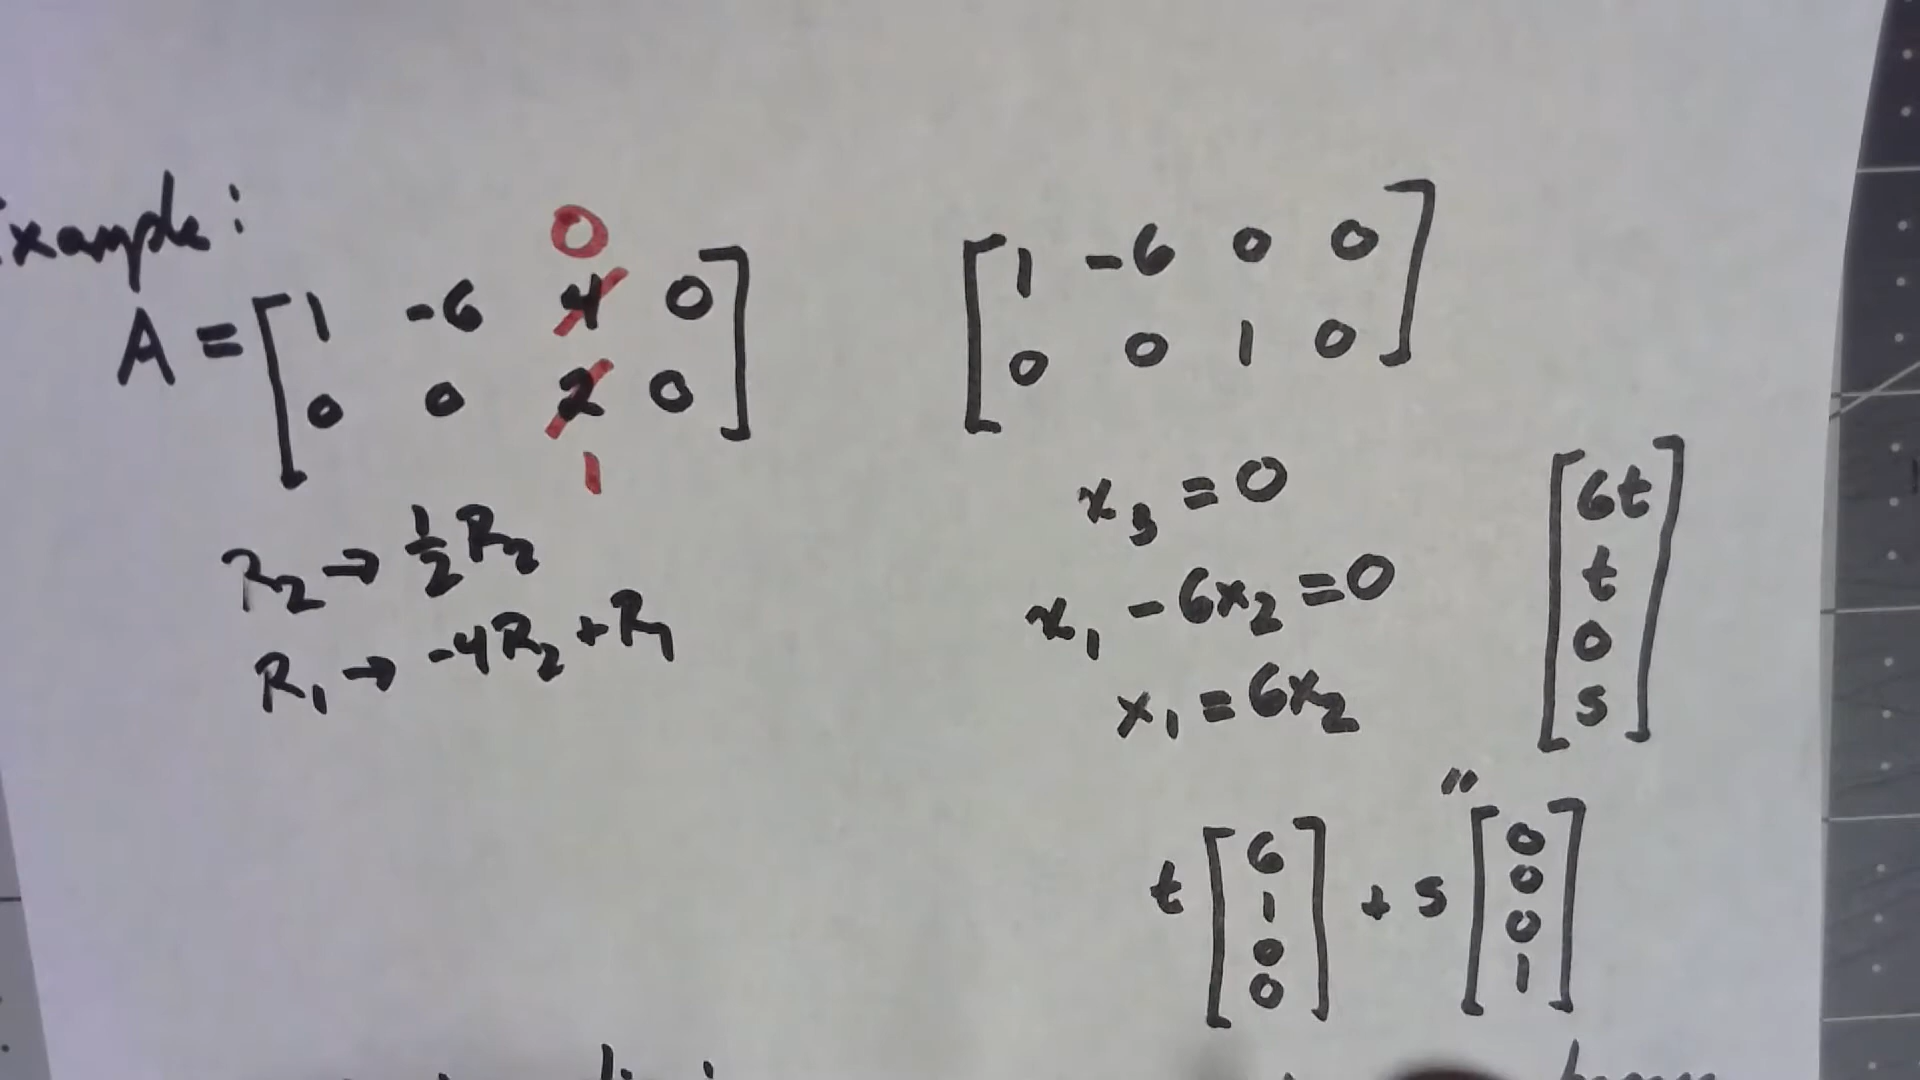 Example:
0
A = [ 1 -6 4 0 ]
[ 0 0 2 0 ]
1
R₂ → ½ R₂
R₁ → -4R₂ + R₁
[ 1 -6 0 0 ]
[ 0 0 1 0 ]
x₃ = 0
x₁ - 6x₂ = 0
x₁ = 6x₂
[ 6t ]
[ t ]
[ 0 ]
[ s ]
"
t [ 6 ] + s [ 0 ]
[ 1 ] [ 0 ]
[ 0 ] [ 0 ]
[ 0 ] [ 1 ]